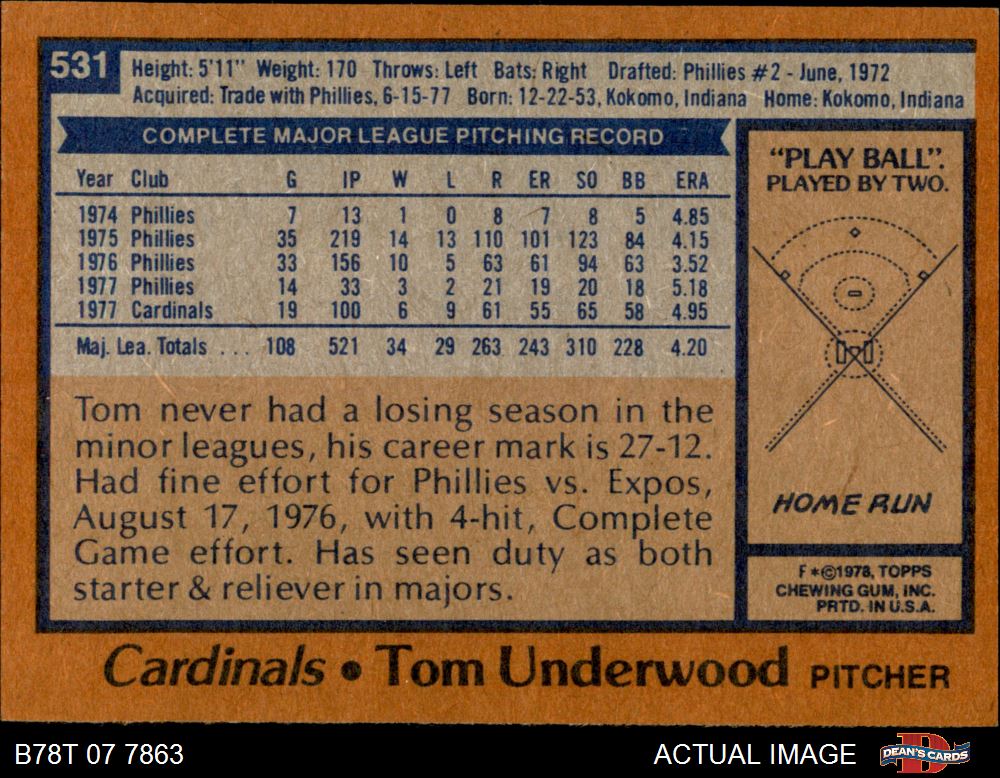 531
Height: 5'11" Weight: 170 Throws: Left Bats: Right Drafted: Phillies #2 - June, 1972
Acquired: Trade with Phillies, 6-15-77 Born: 12-22-53, Kokomo, Indiana Home: Kokomo, Indiana
COMPLETE MAJOR LEAGUE PITCHING RECORD
Year Club G IP W L R ER SO BB ERA
1974 Phillies 7 13 1 0 8 7 8 5 4.85
1975 Phillies 35 219 14 13 110 101 123 84 4.15
1976 Phillies 33 156 10 5 63 61 94 63 3.52
1977 Phillies 14 33 3 2 21 19 20 18 5.18
1977 Cardinals 19 100 6 9 61 55 65 58 4.95
Maj. Lea. Totals . . . 108 521 34 29 263 243 310 228 4.20
Tom never had a losing season in the
minor leagues, his career mark is 27-12.
Had fine effort for Phillies vs. Expos,
August 17, 1976, with 4-hit, Complete
Game effort. Has seen duty as both
starter & reliever in majors.
"PLAY BALL".
PLAYED BY TWO.
HOME RUN
F*©1978, TOPPS
CHEWING GUM, INC.
PRTD. IN U.S.A.
Cardinals • Tom Underwood PITCHER
B78T 07 7863 ACTUAL IMAGE DEAN'S CARDS